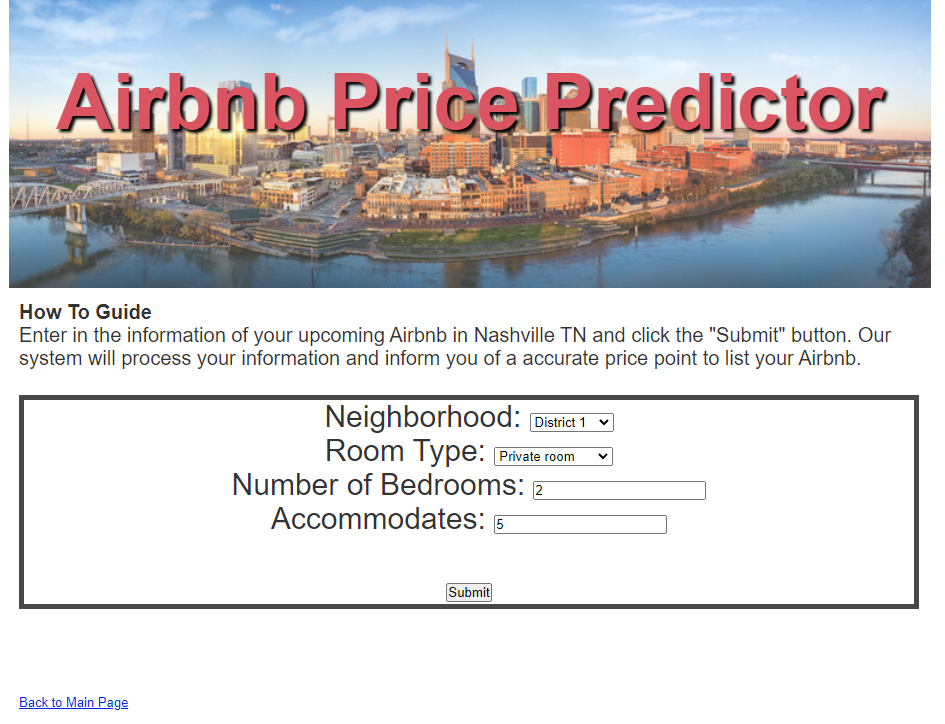 Airbnb Price Predictor
How To Guide
Enter in the information of your upcoming Airbnb in Nashville TN and click the "Submit" button. Our
system will process your information and inform you of a accurate price point to list your Airbnb.
Neighborhood: District 1
Room Type: Private room
Number of Bedrooms: 2
Accommodates: 5
Submit
Back to Main Page